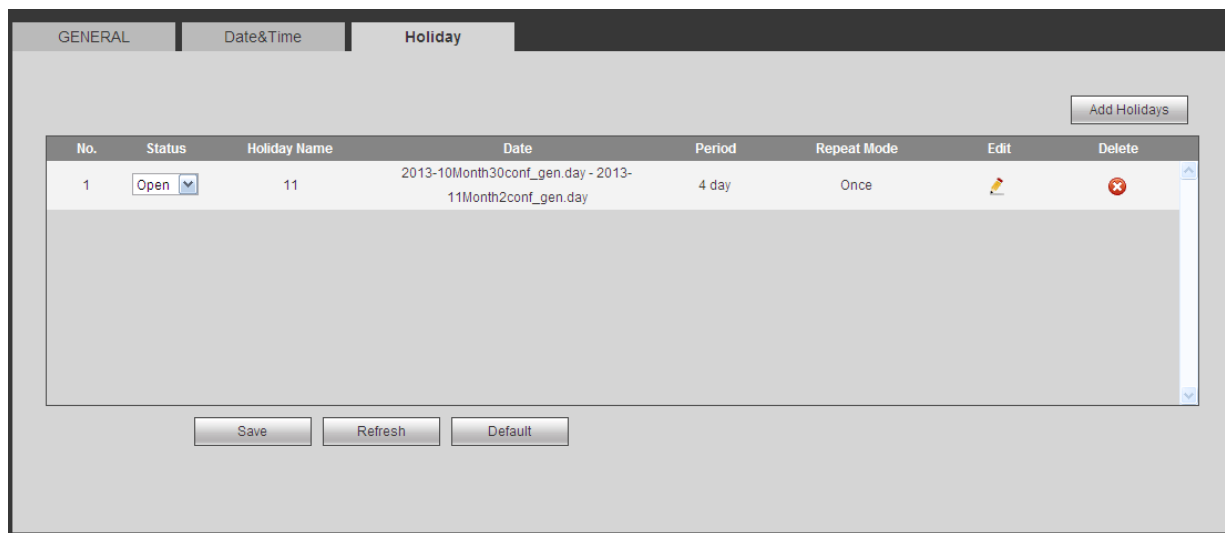 GENERAL Date&Time Holiday
Add Holidays
No. Status Holiday Name Date Period Repeat Mode Edit Delete
1 Open 11 2013-10Month30conf_gen.day - 2013- 4 day Once
11Month2conf_gen.day
Save Refresh Default